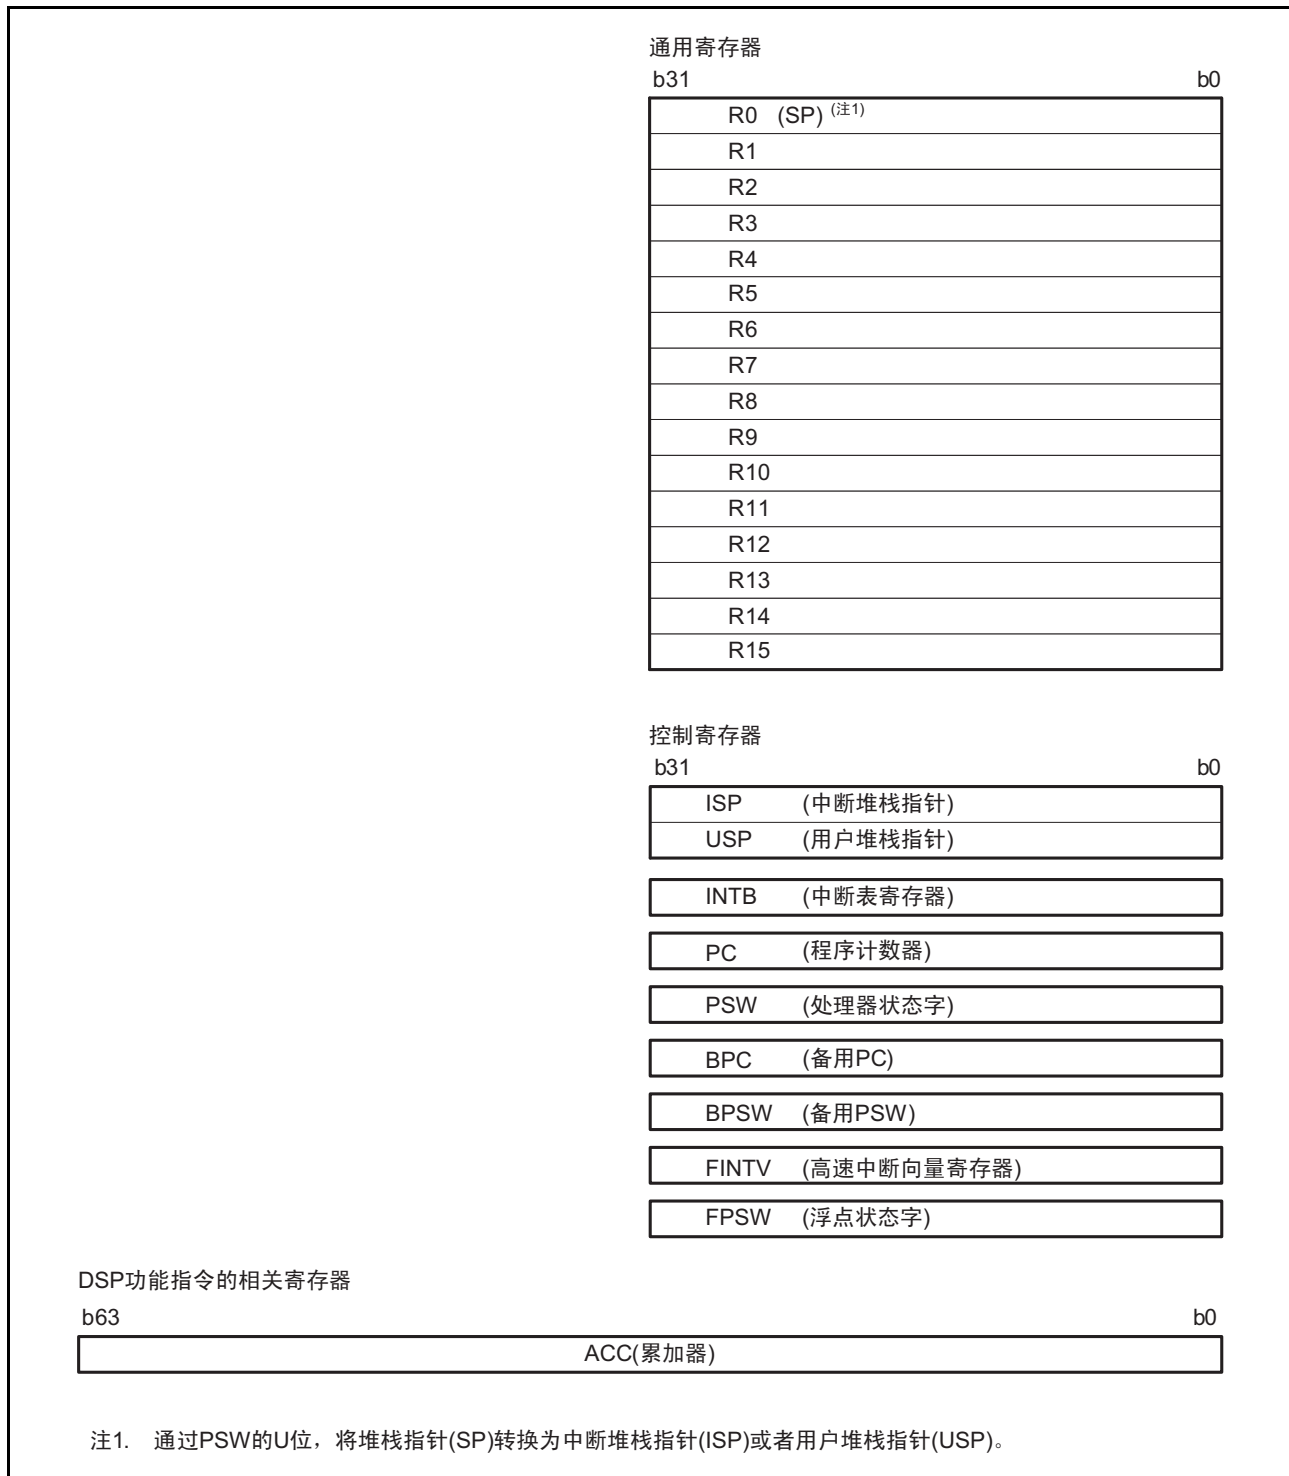 通用寄存器
b31 b0
R0 (SP) (注1)
R1
R2
R3
R4
R5
R6
R7
R8
R9
R10
R11
R12
R13
R14
R15
控制寄存器
b31 b0
ISP (中断堆栈指针)
USP (用户堆栈指针)
INTB (中断表寄存器)
PC (程序计数器)
PSW (处理器状态字)
BPC (备用PC)
BPSW (备用PSW)
FINTV (高速中断向量寄存器)
FPSW (浮点状态字)
DSP功能指令的相关寄存器
b63 b0
ACC(累加器)
注1. 通过PSW的U位，将堆栈指针(SP)转换为中断堆栈指针(ISP)或者用户堆栈指针(USP)。